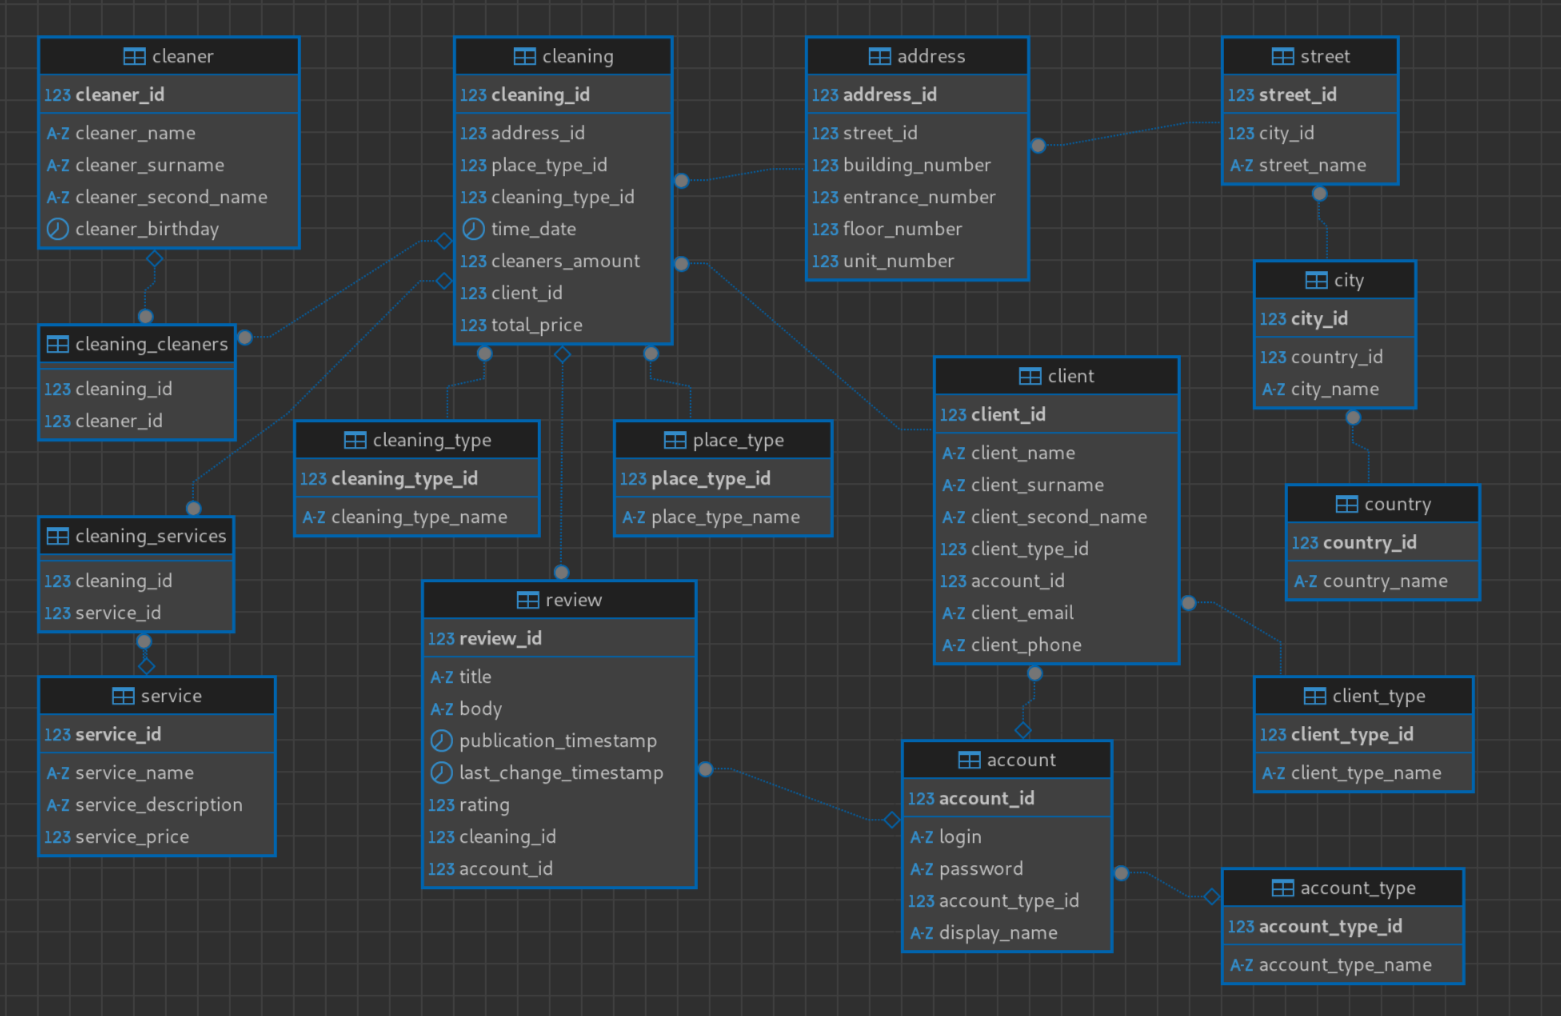 cleaner
123 cleaner_id
A-Z cleaner_name
A-Z cleaner_surname
A-Z cleaner_second_name
cleaner_birthday
cleaning
123 cleaning_id
123 address_id
123 place_type_id
123 cleaning_type_id
time_date
123 cleaners_amount
123 client_id
123 total_price
address
123 address_id
123 street_id
123 building_number
123 entrance_number
123 floor_number
123 unit_number
street
123 street_id
123 city_id
A-Z street_name
city
123 city_id
123 country_id
A-Z city_name
cleaning_cleaners
123 cleaning_id
123 cleaner_id
cleaning_type
123 cleaning_type_id
A-Z cleaning_type_name
place_type
123 place_type_id
A-Z place_type_name
client
123 client_id
A-Z client_name
A-Z client_surname
A-Z client_second_name
123 client_type_id
123 account_id
A-Z client_email
A-Z client_phone
country
123 country_id
A-Z country_name
cleaning_services
123 cleaning_id
123 service_id
review
123 review_id
A-Z title
A-Z body
publication_timestamp
last_change_timestamp
123 rating
123 cleaning_id
123 account_id
service
123 service_id
A-Z service_name
A-Z service_description
123 service_price
client_type
123 client_type_id
A-Z client_type_name
account
123 account_id
A-Z login
A-Z password
123 account_type_id
A-Z display_name
account_type
123 account_type_id
A-Z account_type_name